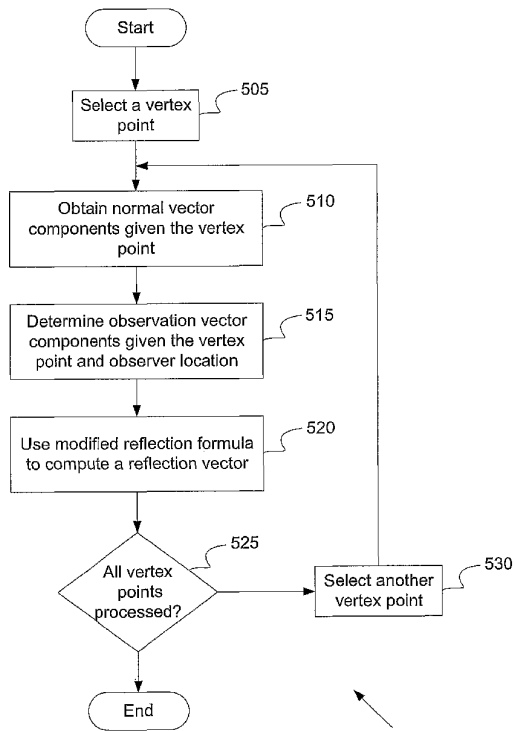 Start
505
Select a vertex
point
510
Obtain normal vector
components given the vertex
point
515
Determine observation vector
components given the vertex
point and observer location
520
Use modified reflection formula
to compute a reflection vector
525
All vertex
points
processed?
530
Select another
vertex point
End